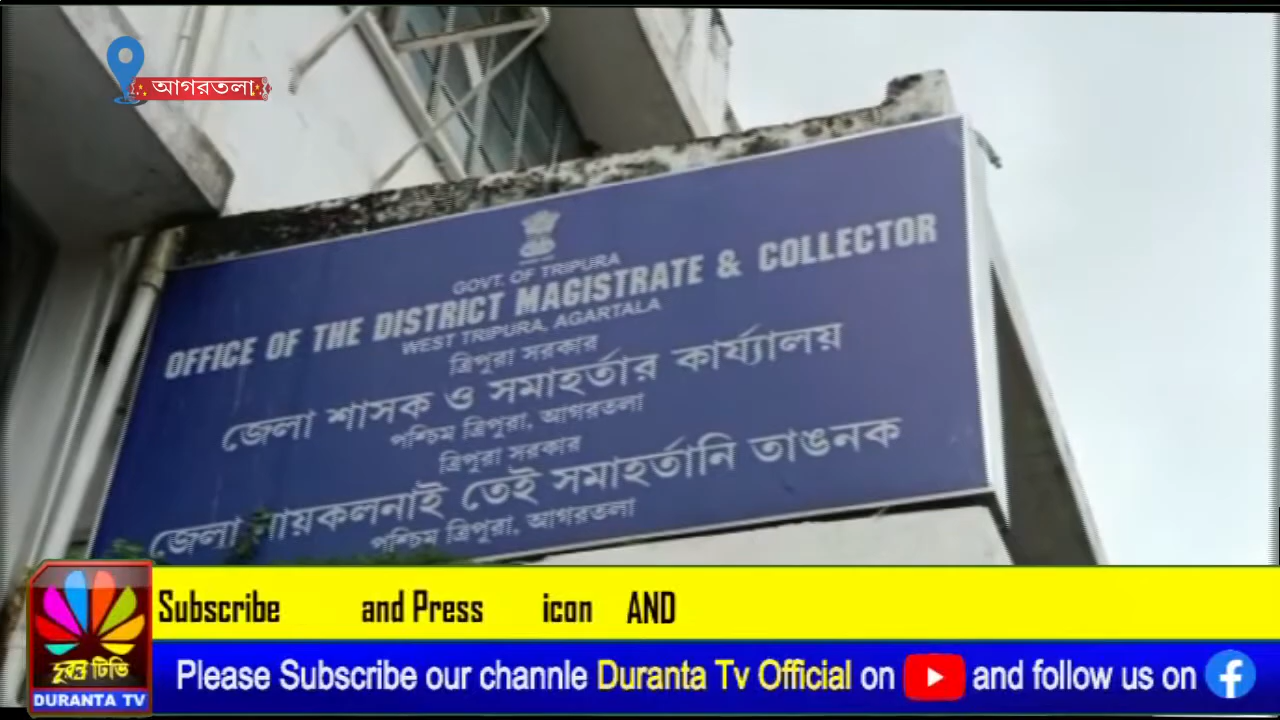 আগরতলা
GOVT. OF TRIPURA
OFFICE OF THE DISTRICT MAGISTRATE & COLLECTOR
WEST TRIPURA, AGARTALA
ত্রিপুরা সরকার
জেলা শাসক ও সমাহর্তার কার্য্যালয়
পশ্চিম ত্রিপুরা, আগরতলা
ত্রিপুরা সরকার
জেলা নায়কলনাই তেই সমাহর্তানি তাঙনক
পশ্চিম ত্রিপুরা, আগরতলা
Subscribe and Press icon AND
দুরন্ত টিভি
DURANTA TV
Please Subscribe our channle Duranta Tv Official on and follow us on